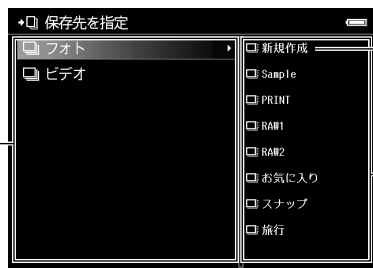 保存先を指定
フォト
ビデオ
新規作成
Sample
PRINT
RAW1
RAW2
お気に入り
スナップ
旅行